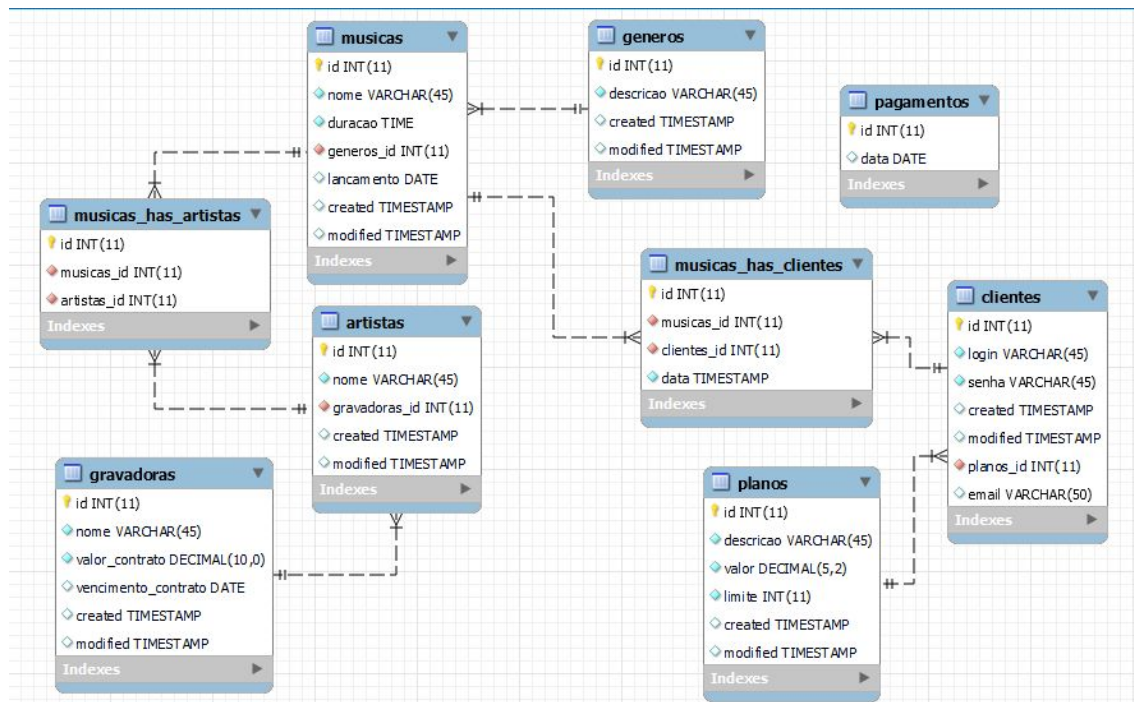 musicas
id INT(11)
nome VARCHAR(45)
duracao TIME
generos_id INT(11)
lancamento DATE
created TIMESTAMP
modified TIMESTAMP
Indexes
generos
id INT(11)
descricao VARCHAR(45)
created TIMESTAMP
modified TIMESTAMP
Indexes
pagamentos
id INT(11)
data DATE
Indexes
musicas_has_artistas
id INT(11)
musicas_id INT(11)
artistas_id INT(11)
Indexes
musicas_has_clientes
id INT(11)
musicas_id INT(11)
clientes_id INT(11)
data TIMESTAMP
Indexes
clientes
id INT(11)
login VARCHAR(45)
senha VARCHAR(45)
created TIMESTAMP
modified TIMESTAMP
planos_id INT(11)
email VARCHAR(50)
Indexes
artistas
id INT(11)
nome VARCHAR(45)
gravadoras_id INT(11)
created TIMESTAMP
modified TIMESTAMP
Indexes
gravadoras
id INT(11)
nome VARCHAR(45)
valor_contrato DECIMAL(10,0)
vencimento_contrato DATE
created TIMESTAMP
modified TIMESTAMP
Indexes
planos
id INT(11)
descricao VARCHAR(45)
valor DECIMAL(5,2)
limite INT(11)
created TIMESTAMP
modified TIMESTAMP
Indexes